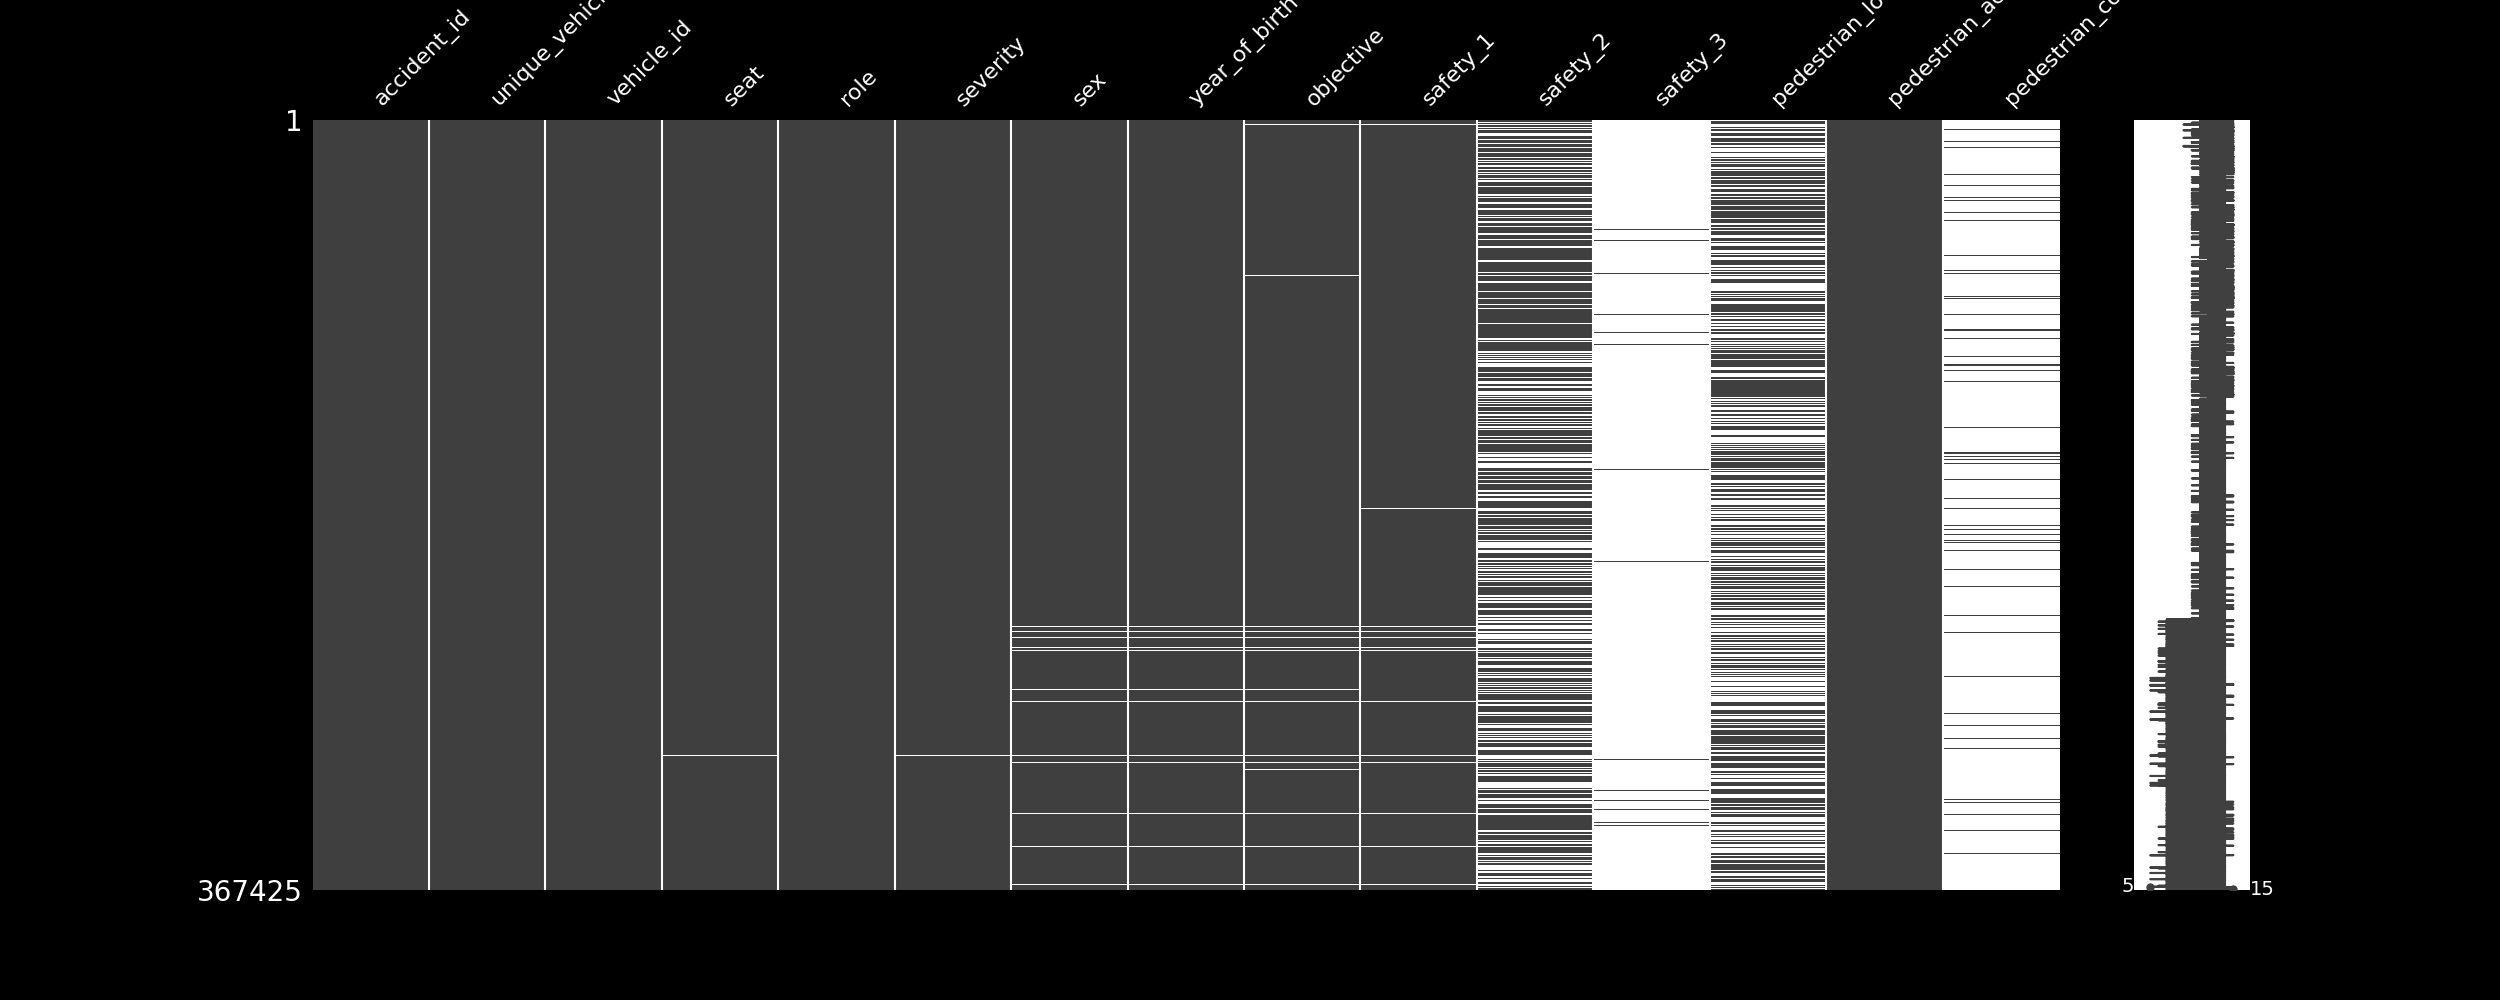 accident_id
unique_vehic
vehicle_id
seat
role
severity
sex
year_of_birth
objective
safety_1
safety_2
safety_3
pedestrian_lo
pedestrian_ac
pedestrian_co
1
367425
5
15